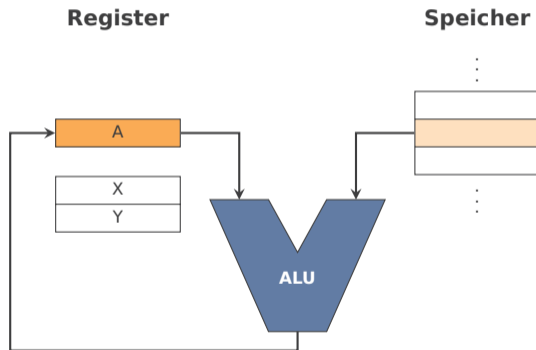 Register
Speicher
A
X
Y
ALU